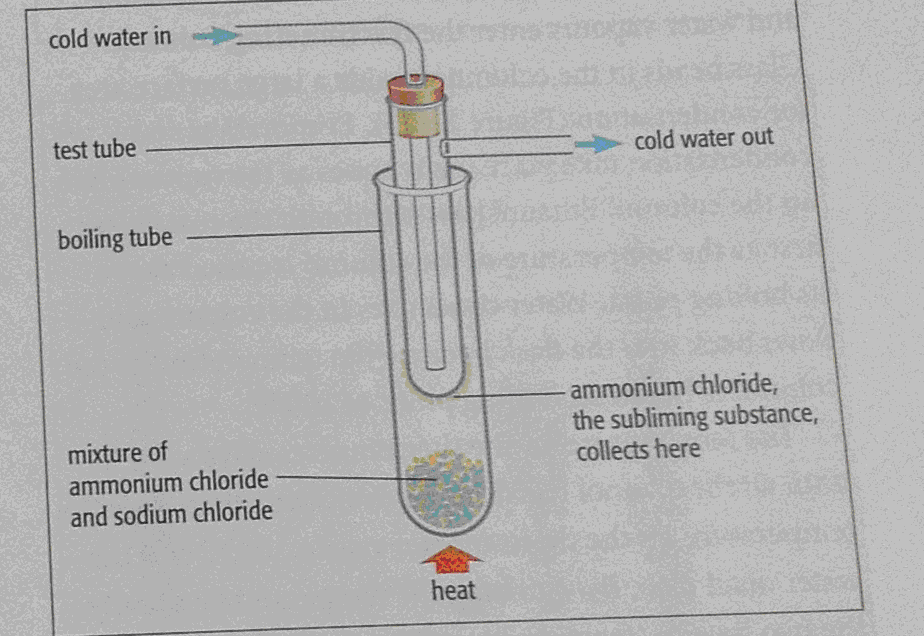 cold water in
test tube
cold water out
boiling tube
ammonium chloride,
the subliming substance,
collects here
mixture of
ammonium chloride
and sodium chloride
heat